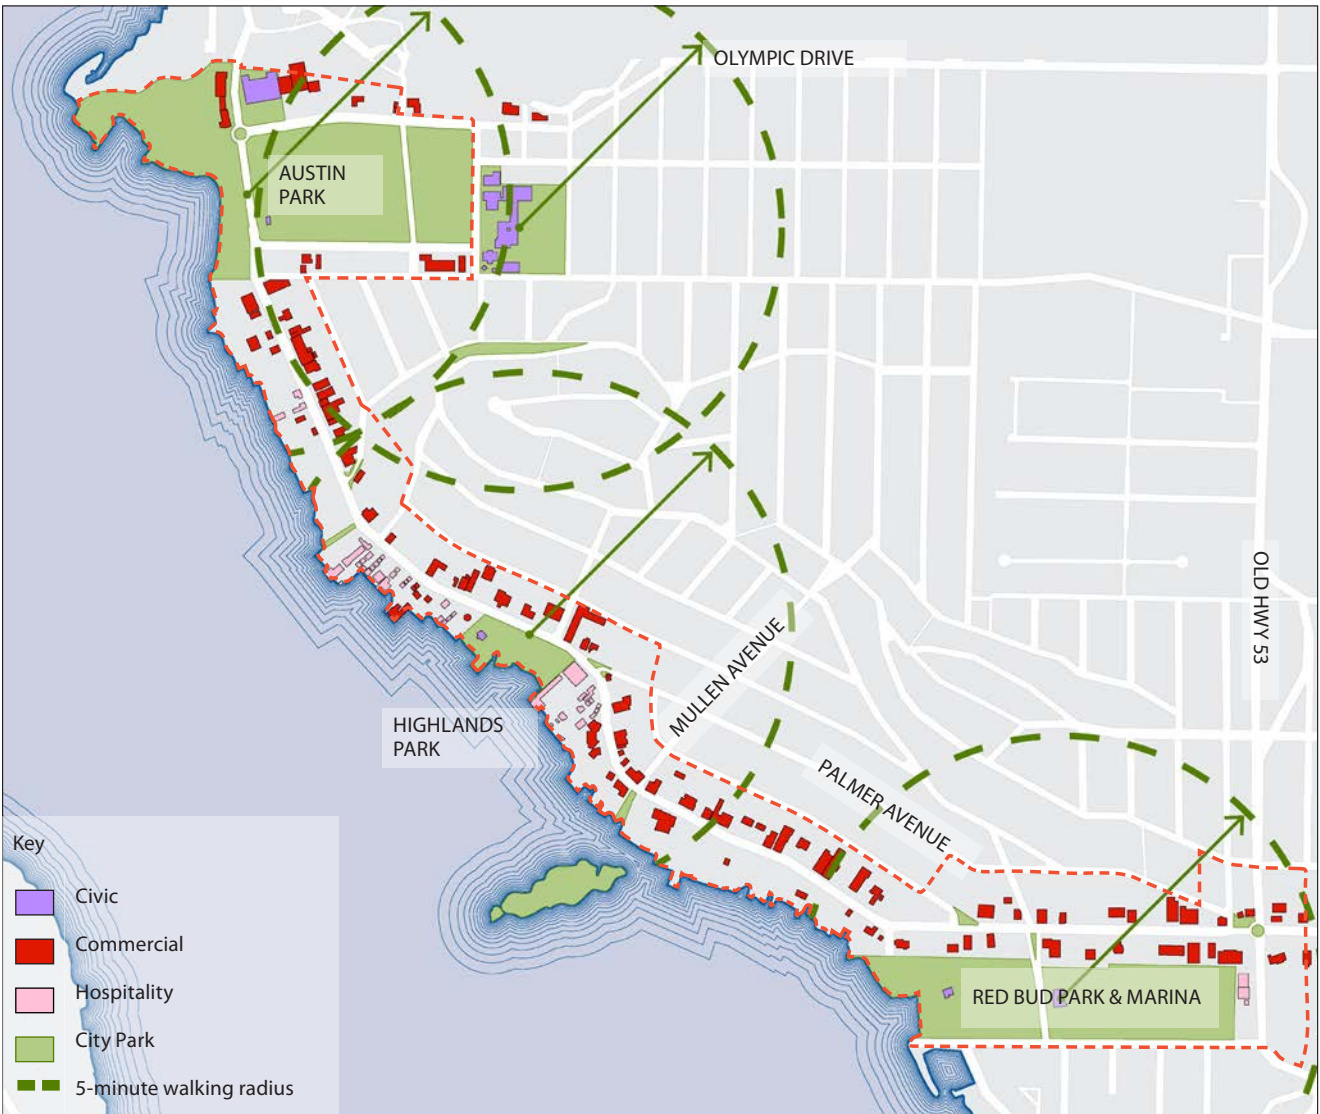 OLYMPIC DRIVE
AUSTIN
PARK
OLD HWY 53
MULLEN AVENUE
HIGHLANDS
PARK
PALMER AVENUE
RED BUD PARK & MARINA
Key
Civic
Commercial
Hospitality
City Park
5-minute walking radius